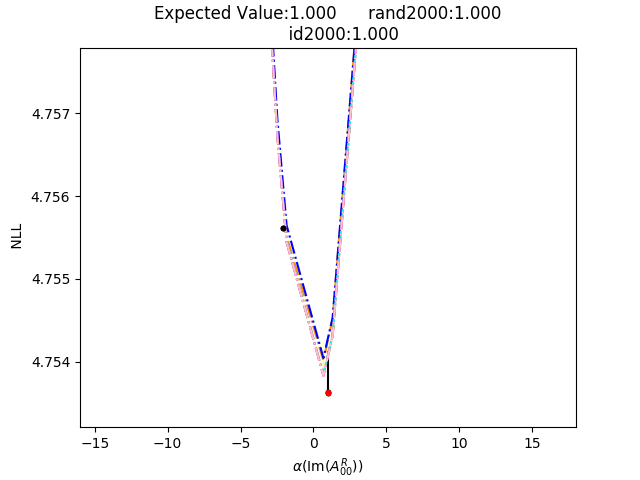 Expected Value:1.000 rand2000:1.000
id2000:1.000
NLL
4.757
4.756
4.755
4.754
−15 −10 −5 0 5 10 15
α(Im(A^R_00))